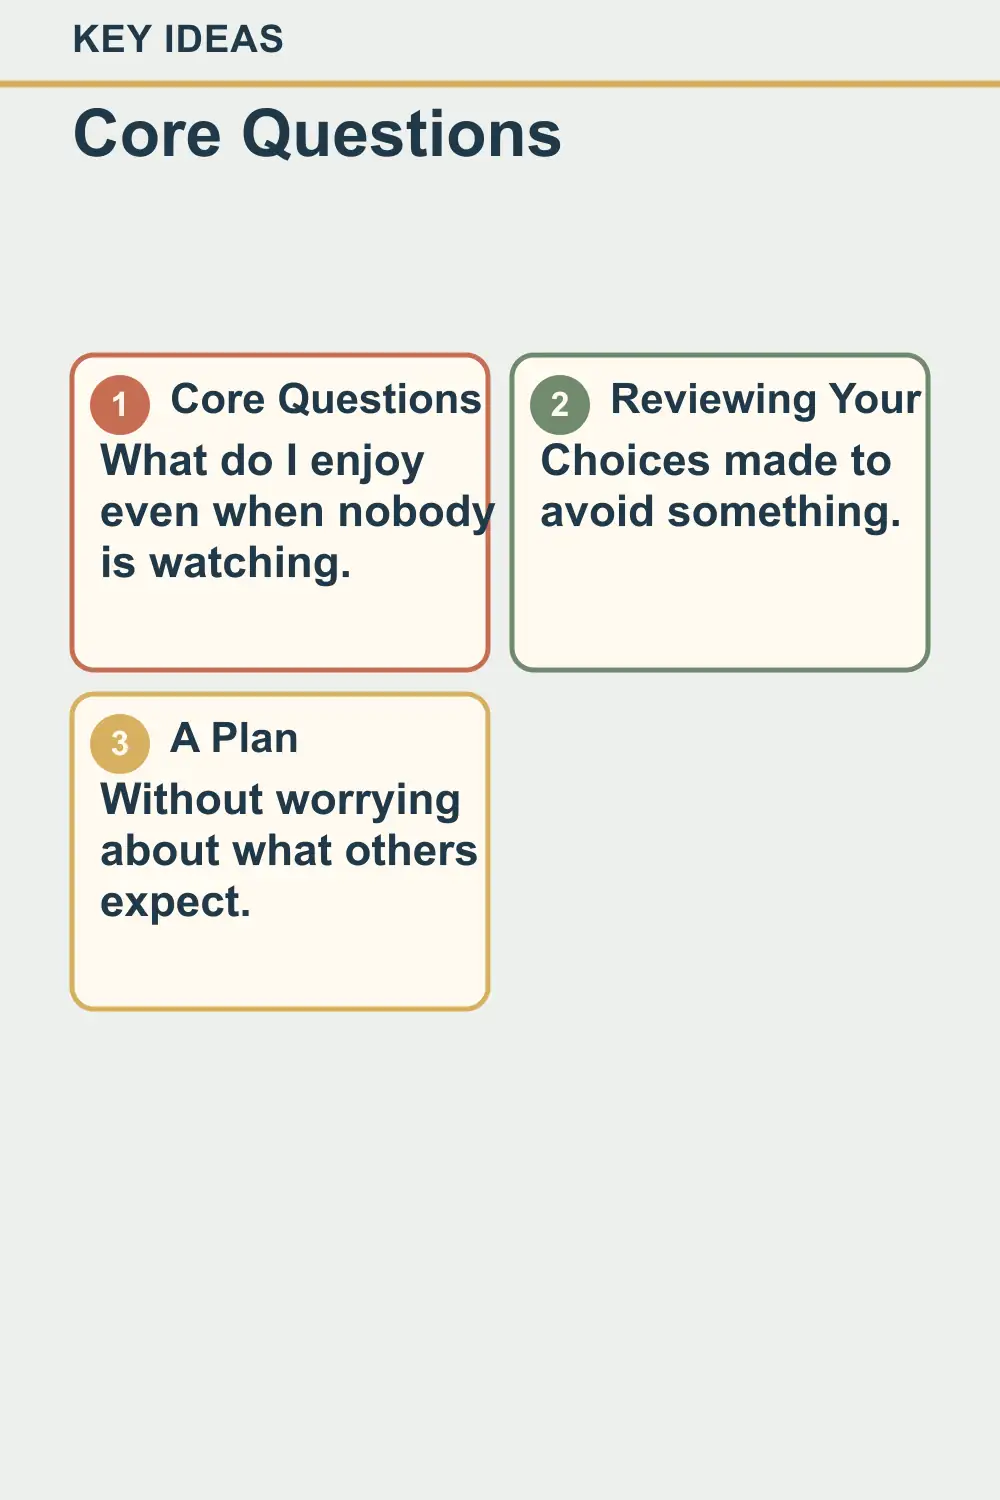 KEY IDEAS
Core Questions
1 Core Questions
What do I enjoy
even when nobody
is watching.
2 Reviewing Your
Choices made to
avoid something.
3 A Plan
Without worrying
about what others
expect.